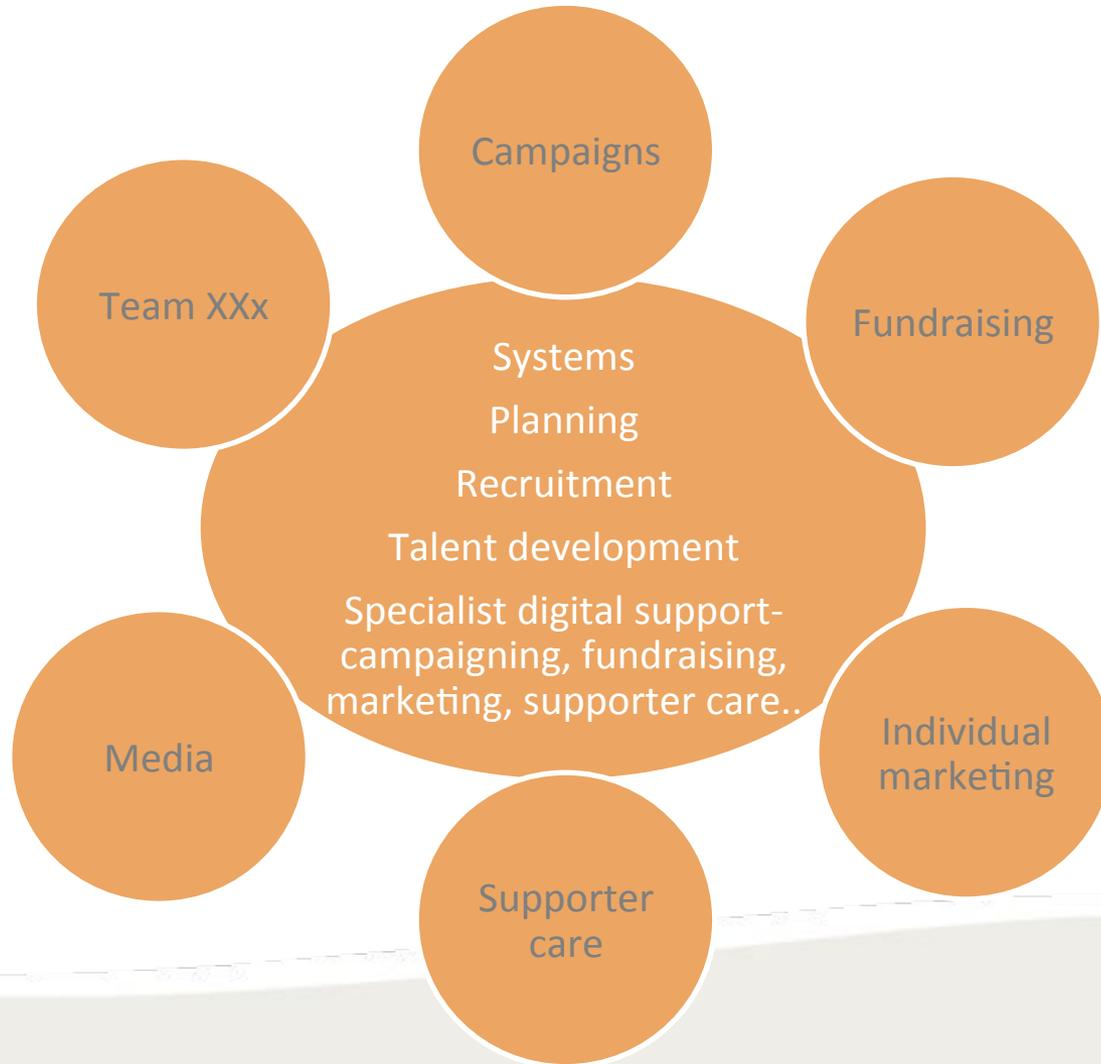 Campaigns
Team XXx
Fundraising
Systems
Planning
Recruitment
Talent development
Specialist digital support-
campaigning, fundraising,
marketing, supporter care..
Media
Individual
marketing
Supporter
care